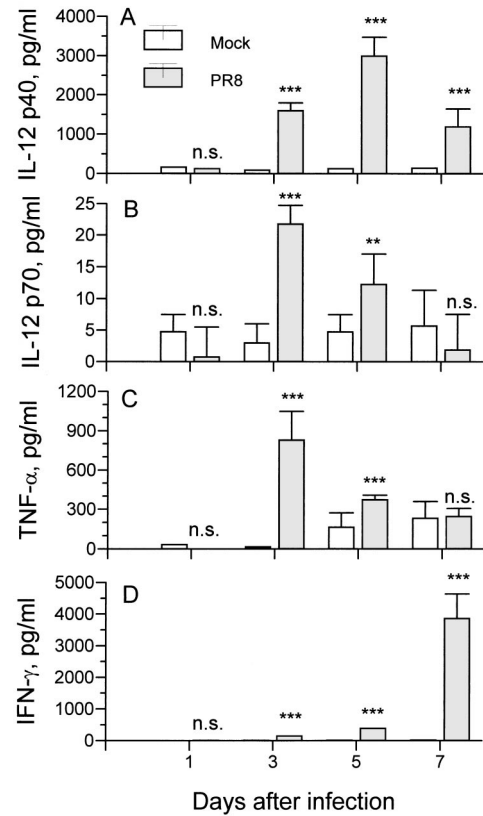 A
Mock
PR8
IL-12 p40, pg/ml
4000
3000
2000
1000
0
n.s.
***
***
***
B
IL-12 p70, pg/ml
25
20
15
10
5
0
n.s.
***
**
n.s.
C
TNF-α, pg/ml
1200
900
600
300
0
n.s.
***
***
n.s.
D
IFN-γ, pg/ml
5000
4000
3000
2000
1000
0
n.s.
***
***
***
1 3 5 7
Days after infection